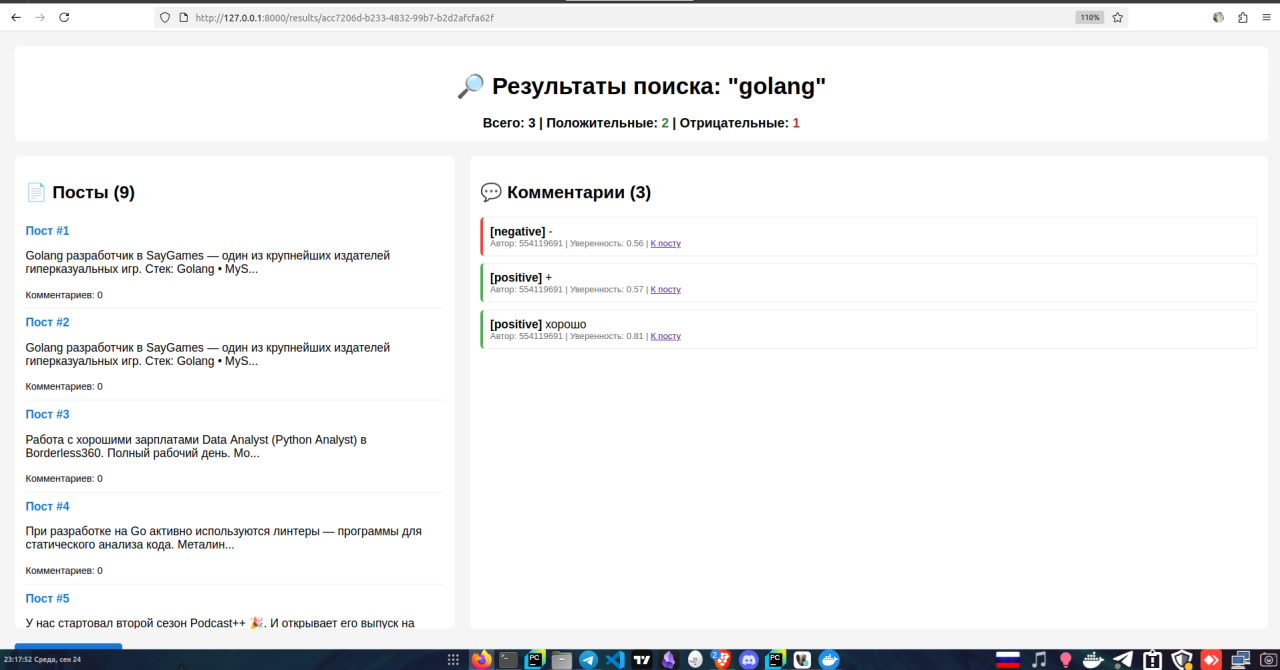 http://127.0.0.1:8000/results/acc7206d-b233-4832-99b7-b2d2afcfa62f
110%
🔎 Результаты поиска: "golang"
Всего: 3 | Положительные: 2 | Отрицательные: 1
📄 Посты (9)
Пост #1
Golang разработчик в SayGames — один из крупнейших издателей
гиперказуальных игр. Стек: Golang • MyS...
Комментариев: 0
Пост #2
Golang разработчик в SayGames — один из крупнейших издателей
гиперказуальных игр. Стек: Golang • MyS...
Комментариев: 0
Пост #3
Работа с хорошими зарплатами Data Analyst (Python Analyst) в
Borderless360. Полный рабочий день. Мо...
Комментариев: 0
Пост #4
При разработке на Go активно используются линтеры — программы для
статического анализа кода. Металин...
Комментариев: 0
Пост #5
У нас стартовал второй сезон Podcast++ 🎉. И открывает его выпуск на
💬 Комментарии (3)
[negative] -
Автор: 554119691 | Уверенность: 0.56 | К посту
[positive] +
Автор: 554119691 | Уверенность: 0.57 | К посту
[positive] хорошо
Автор: 554119691 | Уверенность: 0.81 | К посту
23:17:52 Среда, сен 24
PC
2
PC